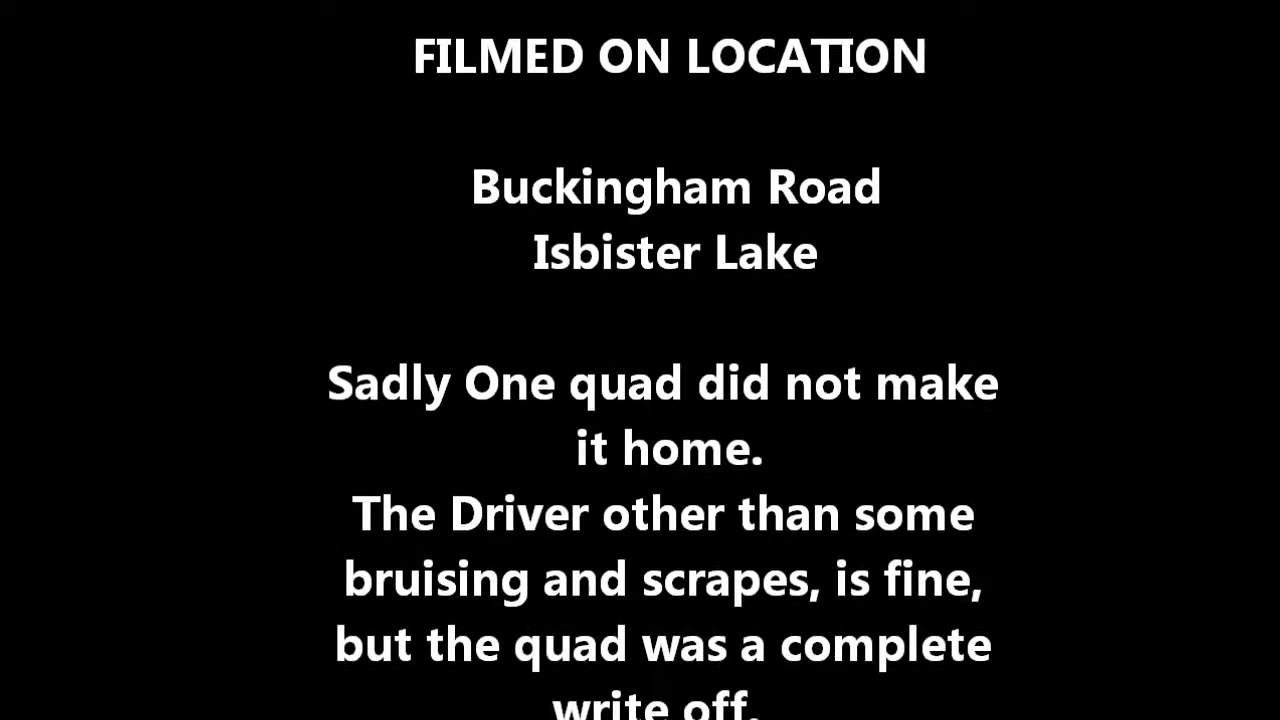 FILMED ON LOCATION
Buckingham Road
Isbister Lake
Sadly One quad did not make
it home.
The Driver other than some
bruising and scrapes, is fine,
but the quad was a complete
write off.